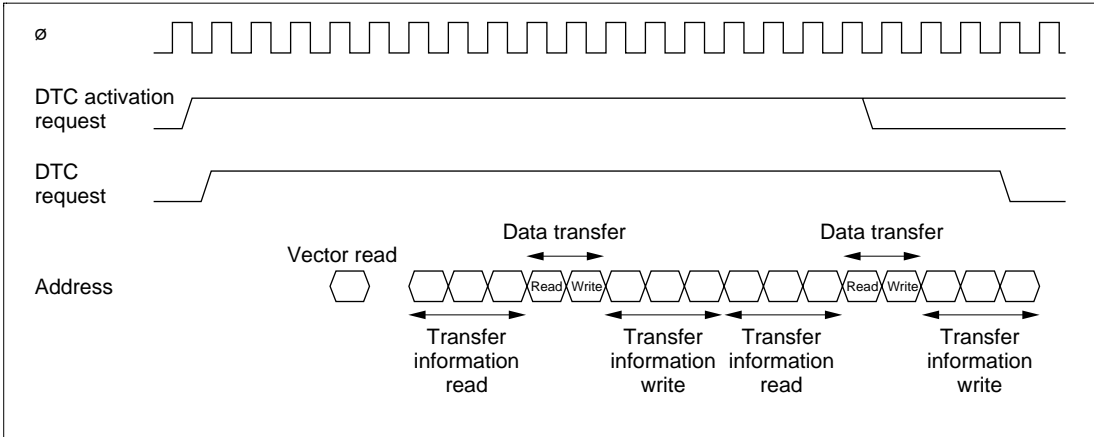 ø
DTC activation
request
DTC
request
Data transfer
Data transfer
Vector read
Address
Read
Write
Read
Write
Transfer
information
read
Transfer
information
write
Transfer
information
read
Transfer
information
write